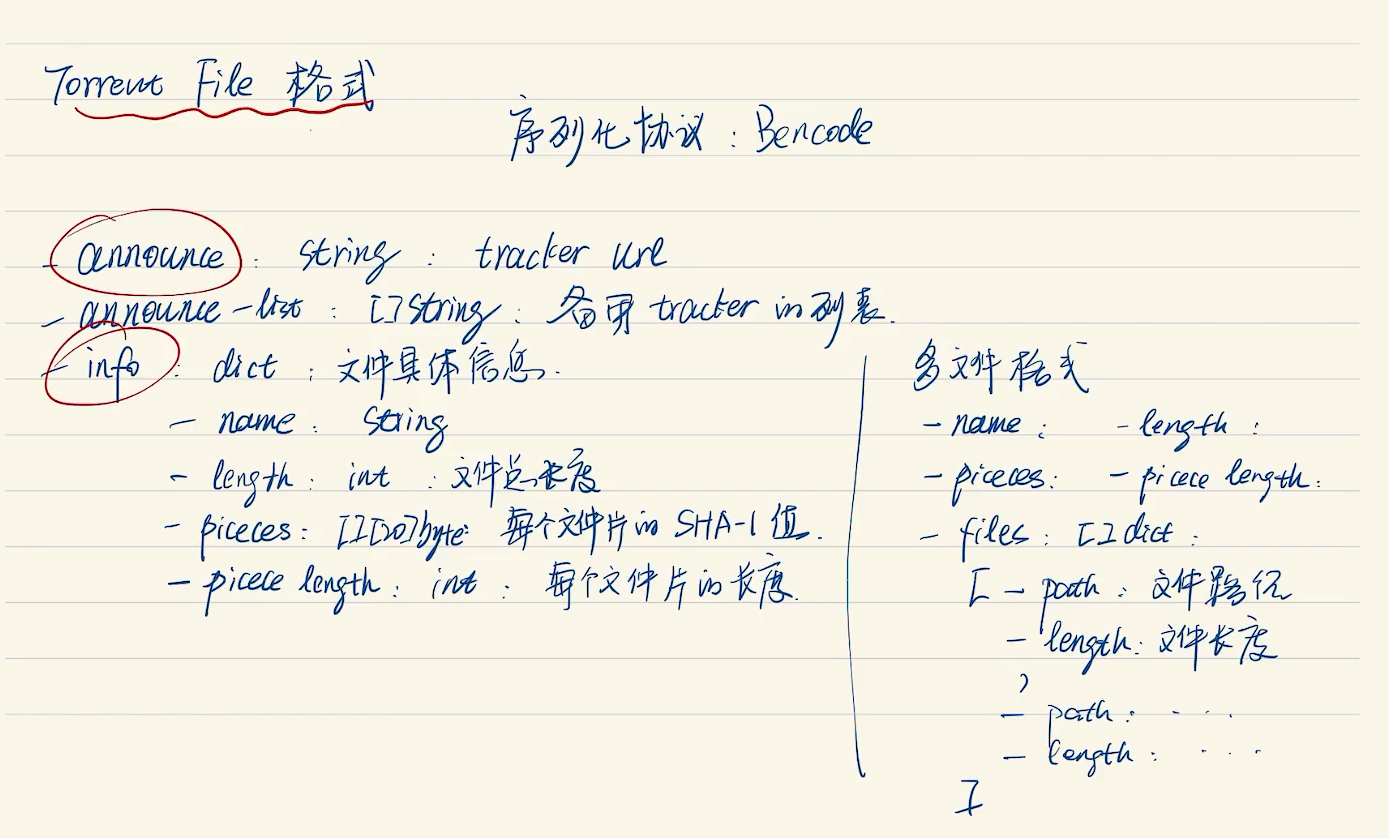 Torrent File 格式
序列化协议 : Bencode
- announce : string : tracker url
- announce-list : []string : 备用 tracker 的列表.
- info : dict : 文件具体信息.
- name : string
- length : int : 文件总长度
- piceces : [][20]byte : 每个文件片的 SHA-1 值.
- picece length : int : 每个文件片的长度.
多文件格式
- name : - length :
- piceces : - picece length :
- files : []dict :
[ - path : 文件路径
- length : 文件长度
,
- path : ....
- length : ....
]